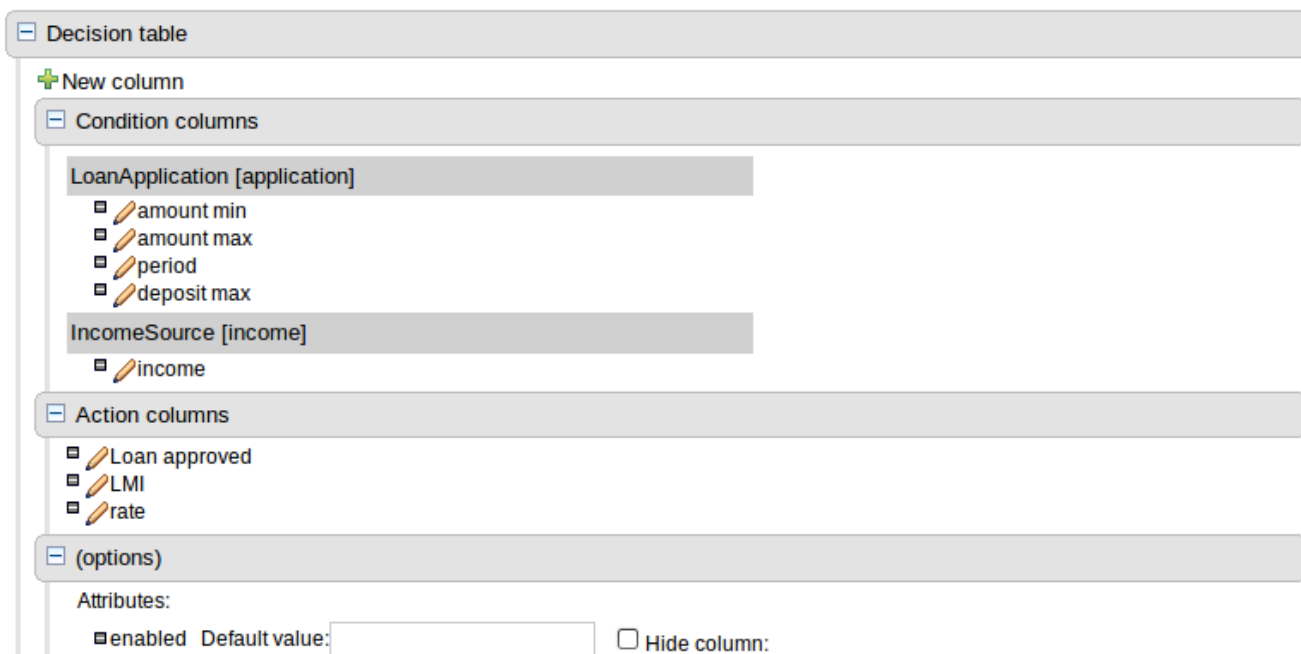 Decision table
New column
Condition columns
LoanApplication [application]
amount min
amount max
period
deposit max
IncomeSource [income]
income
Action columns
Loan approved
LMI
rate
(options)
Attributes:
enabled Default value: Hide column: